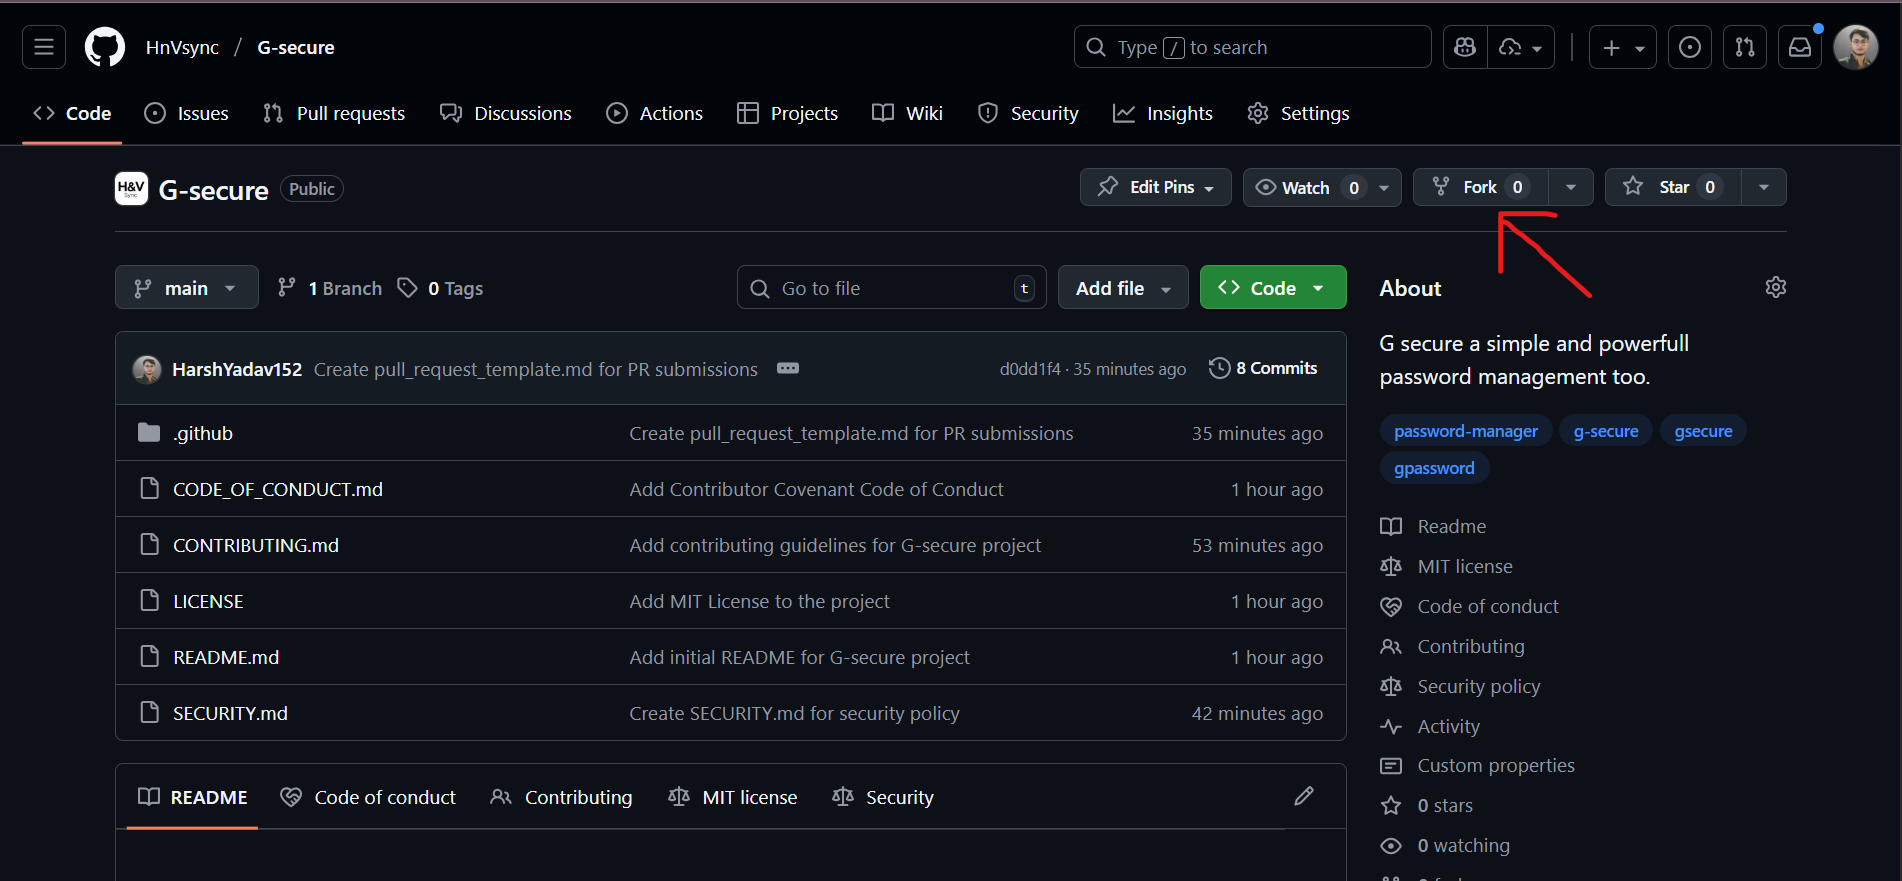 HnVsync / G-secure
Type / to search
Code
Issues
Pull requests
Discussions
Actions
Projects
Wiki
Security
Insights
Settings
H&V
Sync
G-secure
Public
Edit Pins
Watch 0
Fork 0
Star 0
main
1 Branch
0 Tags
Go to file
t
Add file
Code
HarshYadav152 Create pull_request_template.md for PR submissions
d0dd1f4 · 35 minutes ago
8 Commits
.github Create pull_request_template.md for PR submissions 35 minutes ago
CODE_OF_CONDUCT.md Add Contributor Covenant Code of Conduct 1 hour ago
CONTRIBUTING.md Add contributing guidelines for G-secure project 53 minutes ago
LICENSE Add MIT License to the project 1 hour ago
README.md Add initial README for G-secure project 1 hour ago
SECURITY.md Create SECURITY.md for security policy 42 minutes ago
README
Code of conduct
Contributing
MIT license
Security
About
G secure a simple and powerfull
password management too.
password-manager
g-secure
gsecure
gpassword
Readme
MIT license
Code of conduct
Contributing
Security policy
Activity
Custom properties
0 stars
0 watching